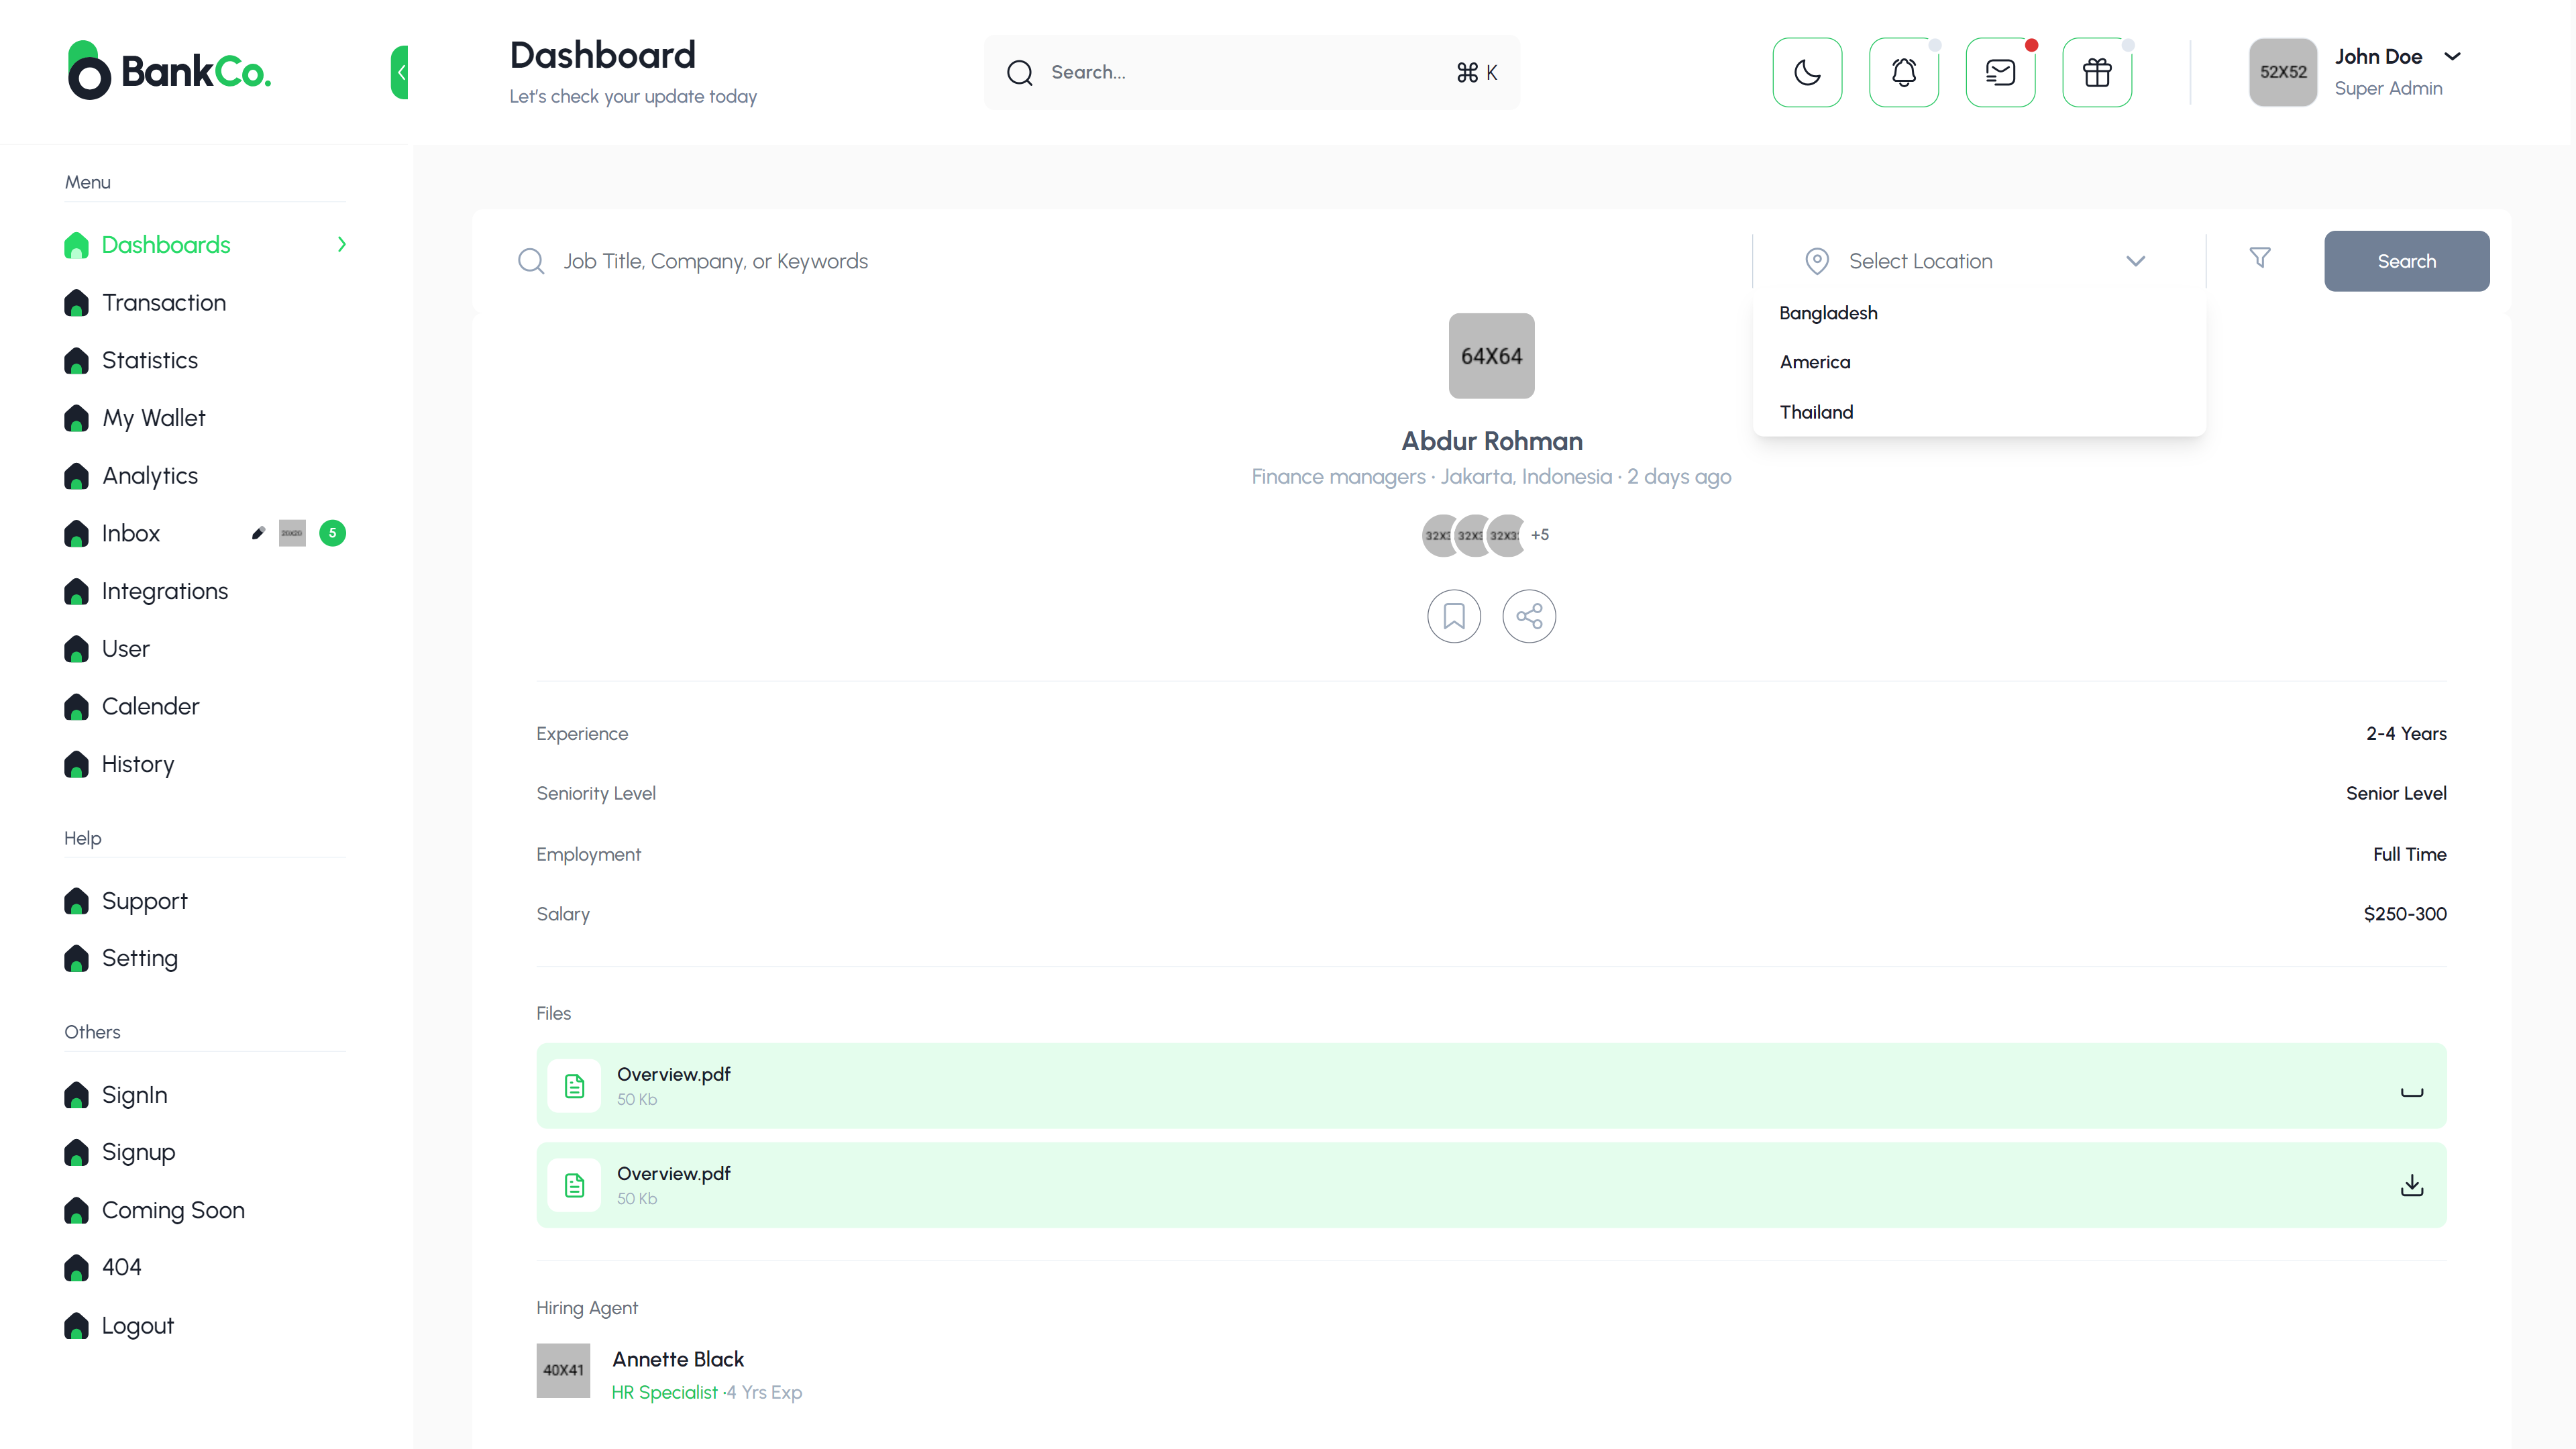 BankCo.
Dashboard
Let's check your update today
Search...
⌘ K
52X52
John Doe
Super Admin
Menu
Dashboards
Transaction
Statistics
My Wallet
Analytics
Inbox
5
Integrations
User
Calender
History
Help
Support
Setting
Others
SignIn
Signup
Coming Soon
404
Logout
Job Title, Company, or Keywords
Select Location
Search
Bangladesh
America
Thailand
64X64
Abdur Rohman
Finance managers · Jakarta, Indonesia · 2 days ago
+5
Experience
2-4 Years
Seniority Level
Senior Level
Employment
Full Time
Salary
$250-300
Files
Overview.pdf
50 Kb
Overview.pdf
50 Kb
Hiring Agent
40X41
Annette Black
HR Specialist ·4 Yrs Exp